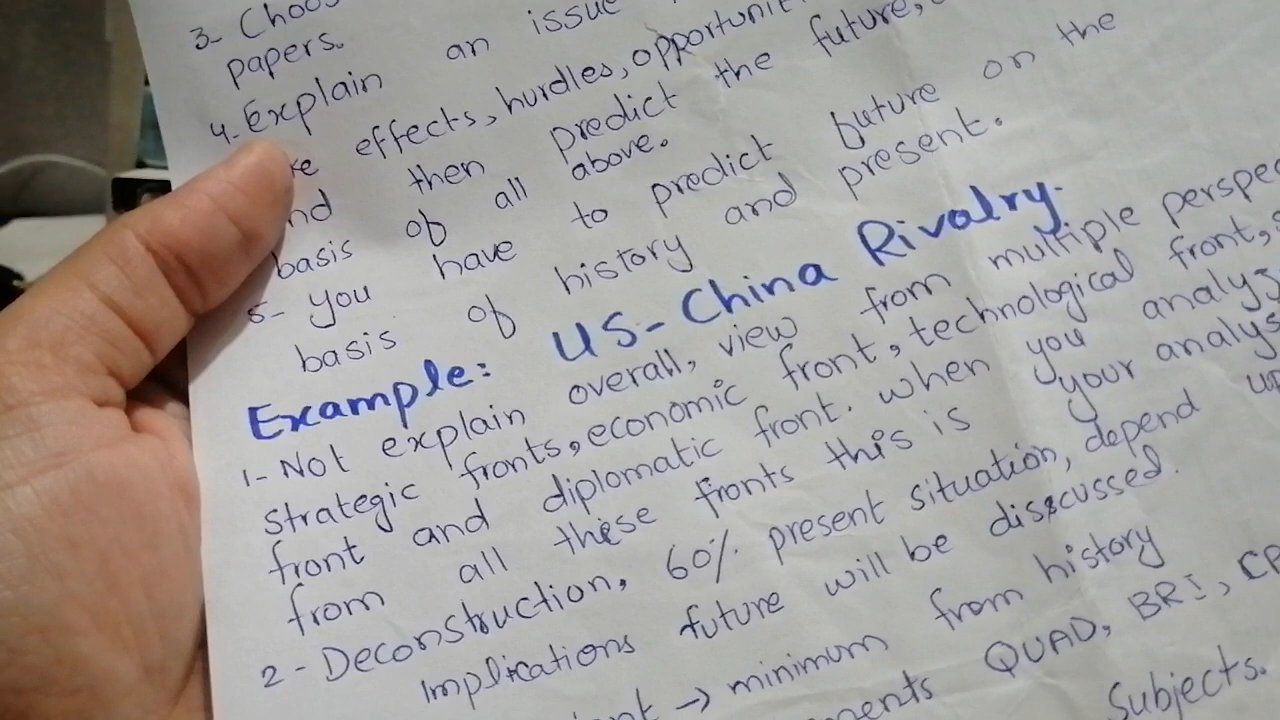 3- Choos
papers.
4- Explain an issue
effects, hurdles, opportunit
and then predict the future,
basis of all above.
5- You have to predict future on the
basis of history and present.
Example: US-China Rivalry.
1- Not explain overall, view from multiple perspec
strategic fronts, economic front, technological front,
front and diplomatic front. when you analyz
from all these fronts this is your analys
2- Deconstruction, 60% present situation, depend
Implications future will be discussed.
→ minimum from history
QUAD, BRI,
Subjects.